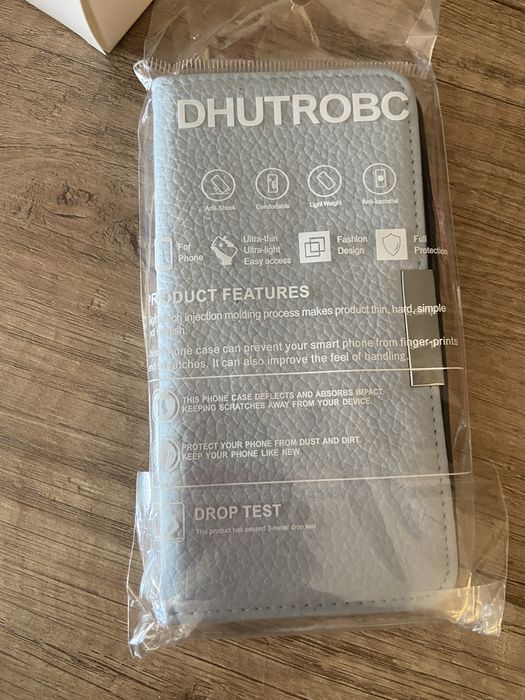 DHUTROBC
Anti-Shock
Comfortable
Light Weight
Anti-bacterial
For
Phone
Ultra-thin
Ultra-light
Easy access
Fashion
Design
Full
Protection
PRODUCT FEATURES
injection molding process makes product thin, hard, simple
phone case can prevent your smart phone from finger-prints
and scratches. It can also improve the feel of handling.
THIS PHONE CASE DEFLECTS AND ABSORBS IMPACT
KEEPING SCRATCHES AWAY FROM YOUR DEVICE.
PROTECT YOUR PHONE FROM DUST AND DIRT.
KEEP YOUR PHONE LIKE NEW.
DROP TEST
This product has passed 3-meter drop test